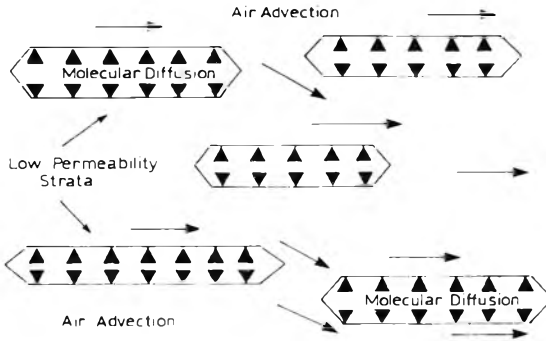 Air Advection
Molecular Diffusion
Low Permeability
Strata
Air Advection
Molecular Diffusion